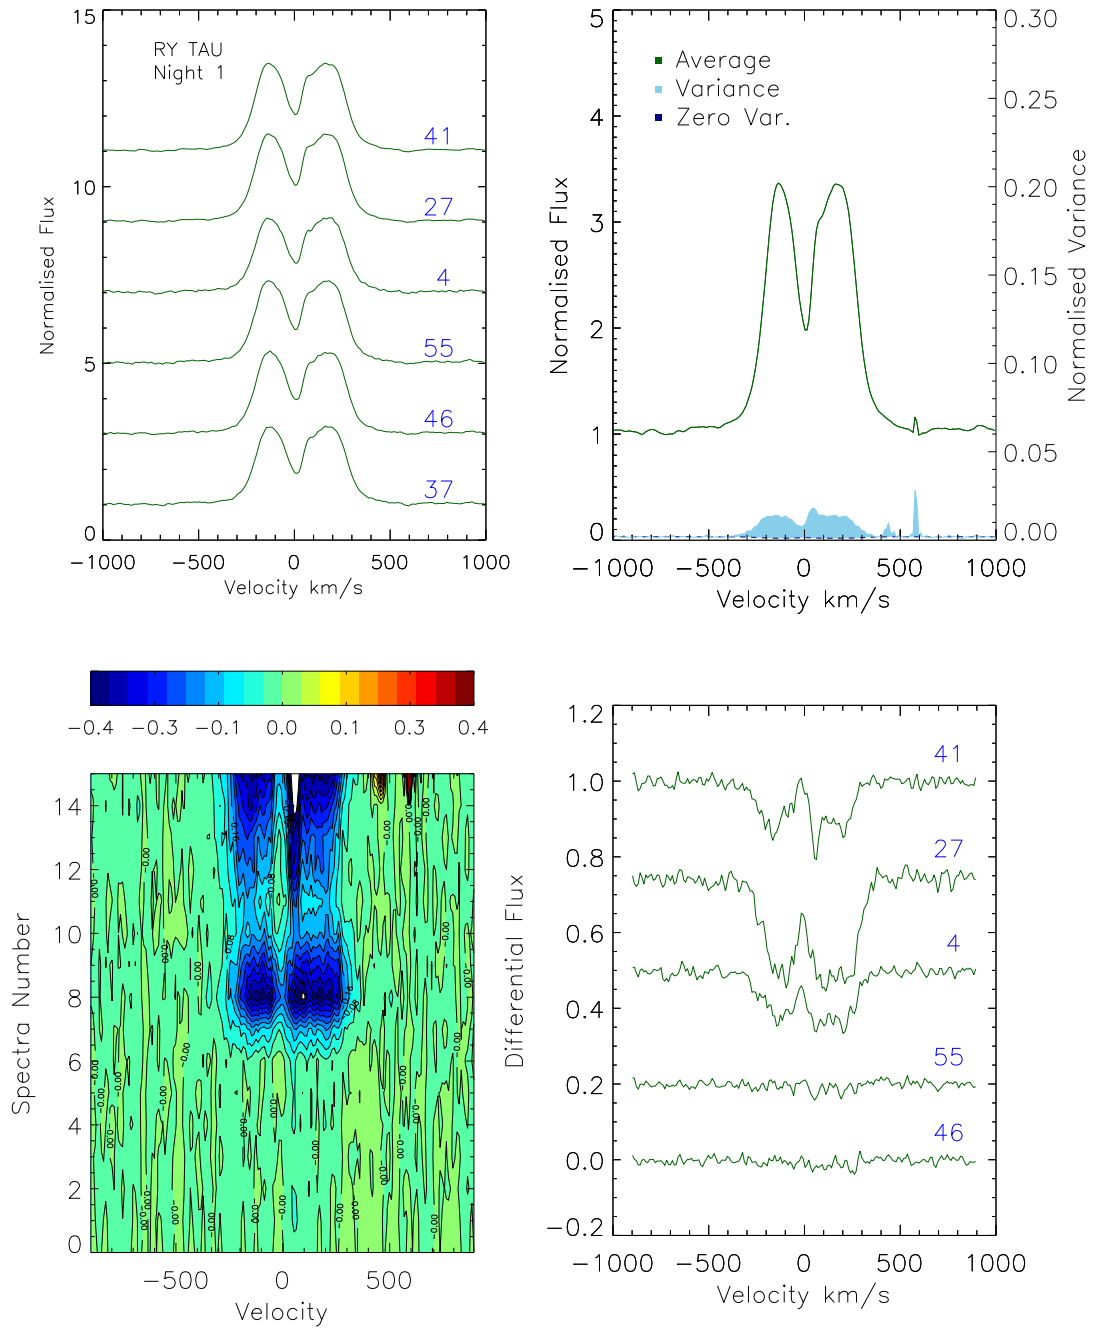 RY TAU
Night 1
15
10
5
0
Normalised Flux
41
27
4
55
46
37
−1000 −500 0 500 1000
Velocity km/s
Average
Variance
Zero Var.
5
4
3
2
1
0
Normalised Flux
0.30
0.25
0.20
0.15
0.10
0.05
0.00
Normalised Variance
−1000 −500 0 500 1000
Velocity km/s
−0.4 −0.3 −0.1 0.0 0.1 0.3 0.4
14
12
10
8
6
4
2
0
Spectra Number
−500 0 500
Velocity
1.2
1.0
0.8
0.6
0.4
0.2
0.0
−0.2
Differential Flux
41
27
4
55
46
−1000 −500 0 500 1000
Velocity km/s